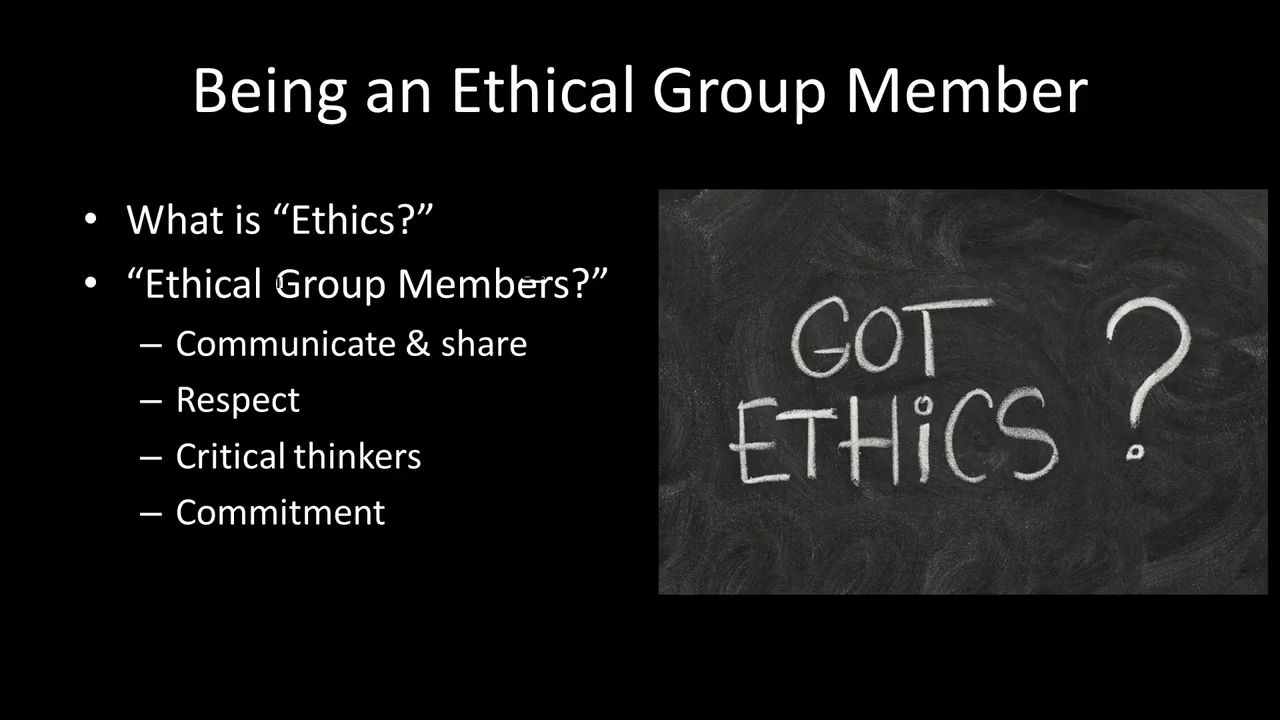 Being an Ethical Group Member
• What is “Ethics?”
• “Ethical Group Members?”
– Communicate & share
– Respect
– Critical thinkers
– Commitment
GOT
ETHiCS ?